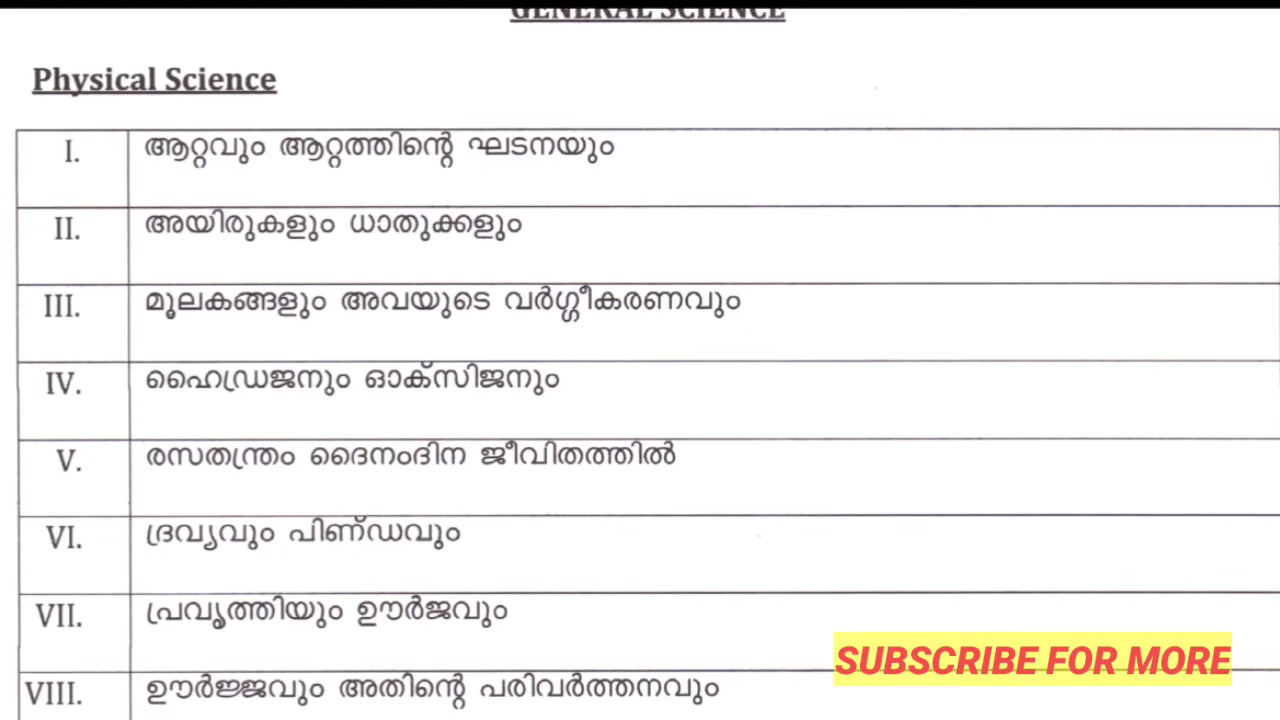 GENERAL SCIENCE
Physical Science
I. ആറ്റവും ആറ്റത്തിന്റെ ഘടനയും
II. അയിരുകളും ധാതുക്കളും
III. മൂലകങ്ങളും അവയുടെ വർഗ്ഗീകരണവും
IV. ഹൈഡ്രജനും ഓക്സിജനും
V. രസതന്ത്രം ദൈനംദിന ജീവിതത്തിൽ
VI. ദ്രവ്യവും പിണ്ഡവും
VII. പ്രവൃത്തിയും ഊർജവും
SUBSCRIBE FOR MORE
VIII. ഊർജ്ജവും അതിന്റെ പരിവർത്തനവും